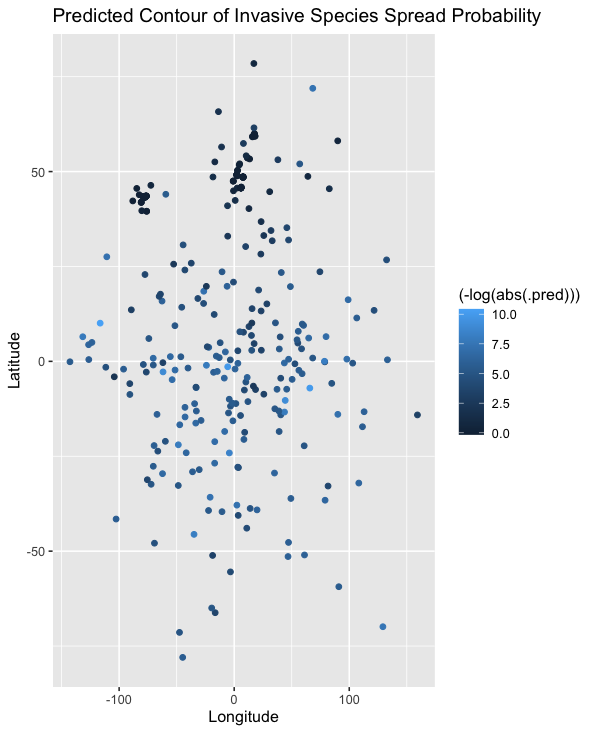 Predicted Contour of Invasive Species Spread Probability
50
0
-50
Latitude
-100
0
100
Longitude
(-log(abs(.pred)))
10.0
7.5
5.0
2.5
0.0